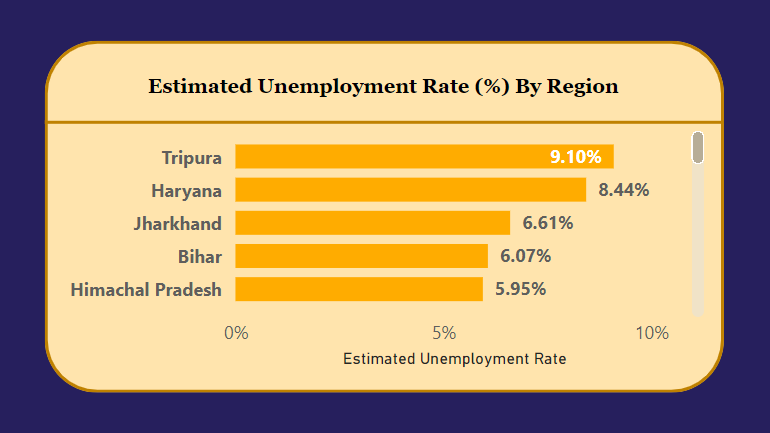 Estimated Unemployment Rate (%) By Region
Tripura 9.10%
Haryana 8.44%
Jharkhand 6.61%
Bihar 6.07%
Himachal Pradesh 5.95%
0% 5% 10%
Estimated Unemployment Rate